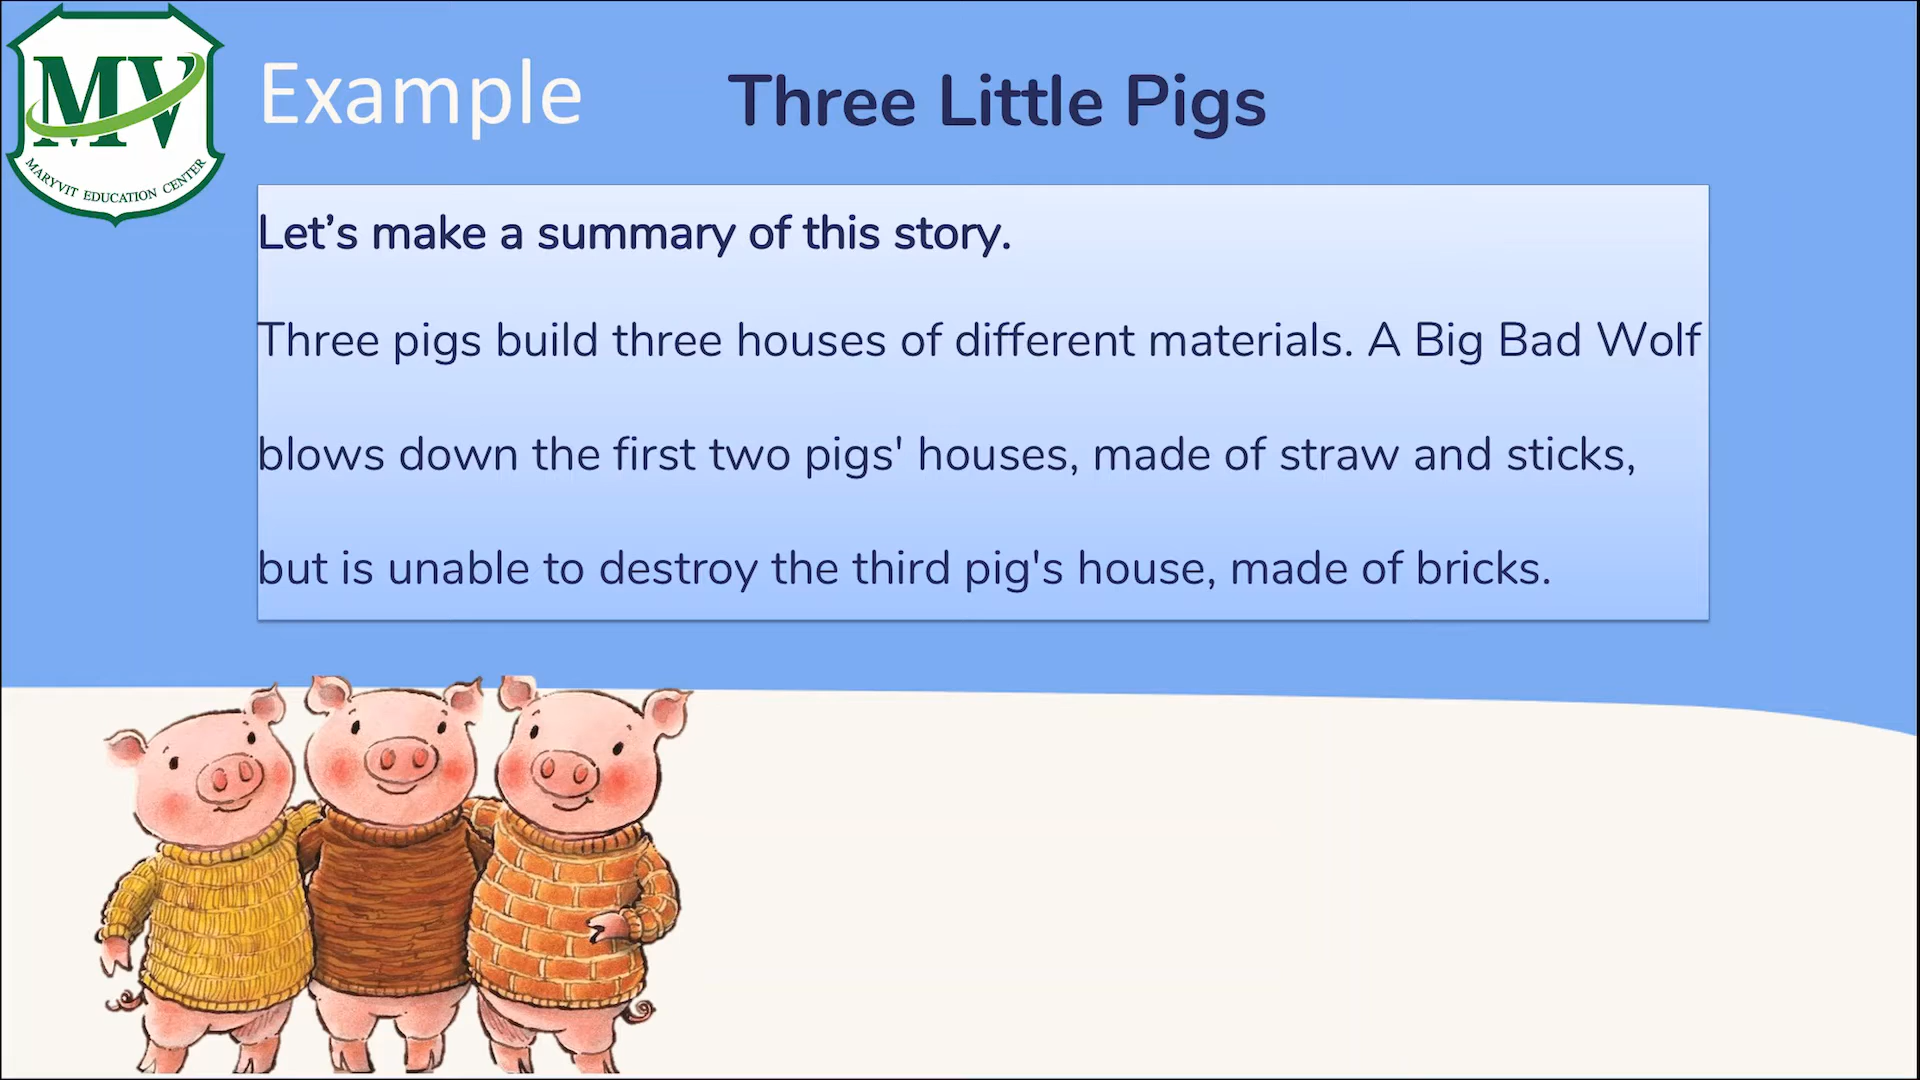 MV
MARYVIT EDUCATION CENTER
Example
Three Little Pigs
Let’s make a summary of this story.
Three pigs build three houses of different materials. A Big Bad Wolf
blows down the first two pigs' houses, made of straw and sticks,
but is unable to destroy the third pig's house, made of bricks.